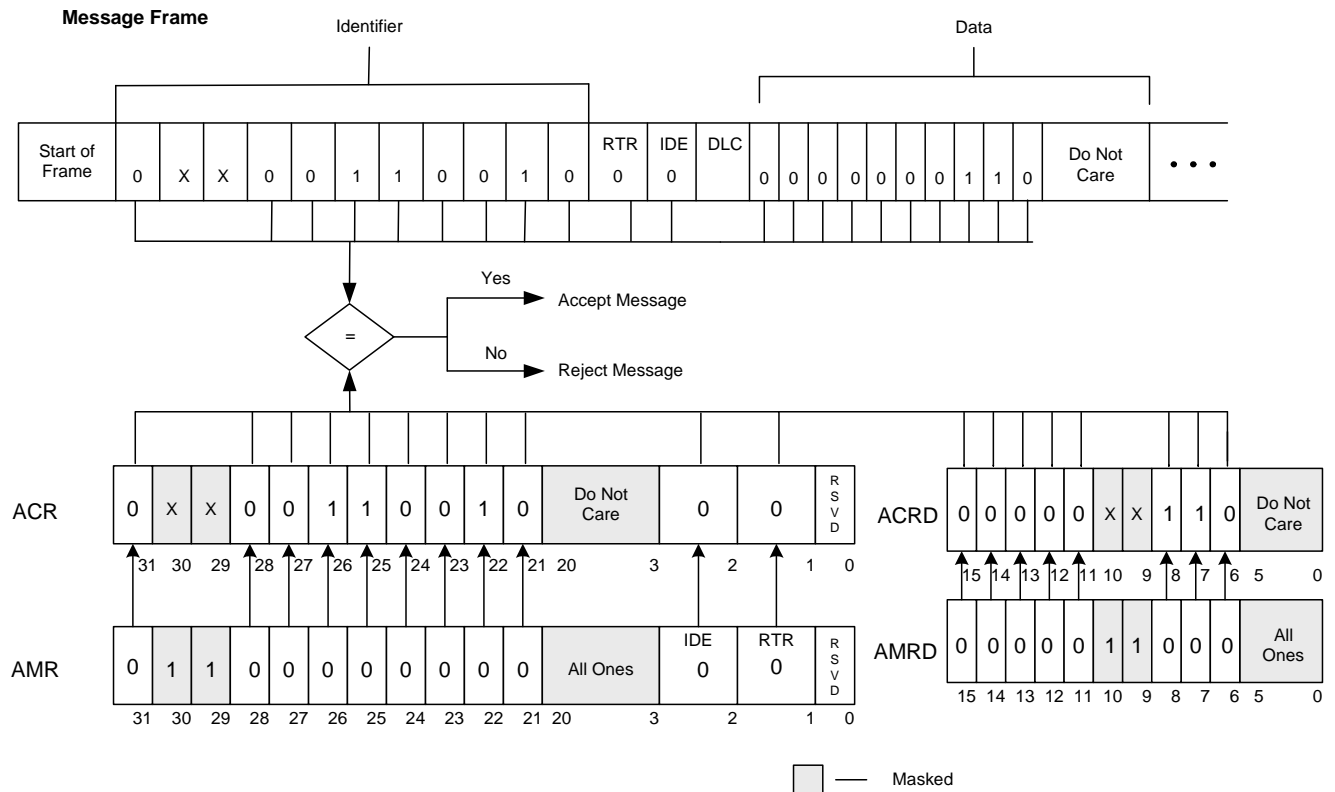 Message Frame
Identifier
Data
Start of Frame
0 X X 0 0 1 1 0 0 1 0
RTR 0
IDE 0
DLC
0 0 0 0 0 0 0 1 1 0
Do Not Care
• • •
=
Yes
Accept Message
No
Reject Message
ACR
0 X X 0 0 1 1 0 0 1 0 Do Not Care 0 0 RSVD
31 30 29 28 27 26 25 24 23 22 21 20 3 2 1 0
ACRD
0 0 0 0 0 X X 1 1 0 Do Not Care
15 14 13 12 11 10 9 8 7 6 5 0
AMR
0 1 1 0 0 0 0 0 0 0 0 All Ones IDE 0 RTR 0 RSVD
31 30 29 28 27 26 25 24 23 22 21 20 3 2 1 0
AMRD
0 0 0 0 0 1 1 0 0 0 All Ones
15 14 13 12 11 10 9 8 7 6 5 0
Masked